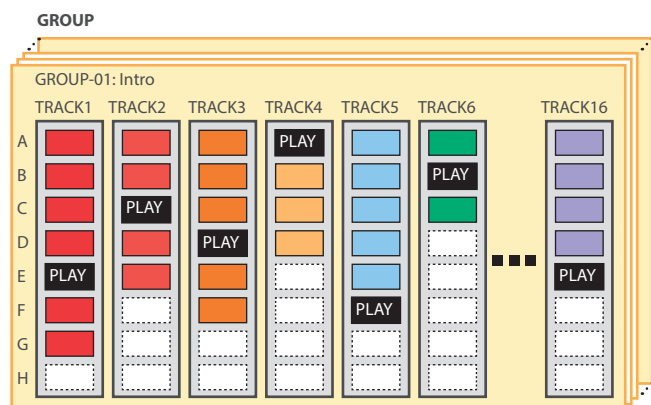 GROUP
GROUP-01: Intro
TRACK1 TRACK2 TRACK3 TRACK4 TRACK5 TRACK6 TRACK16
A PLAY
B PLAY
C PLAY
D PLAY
E PLAY PLAY
F PLAY
G
H